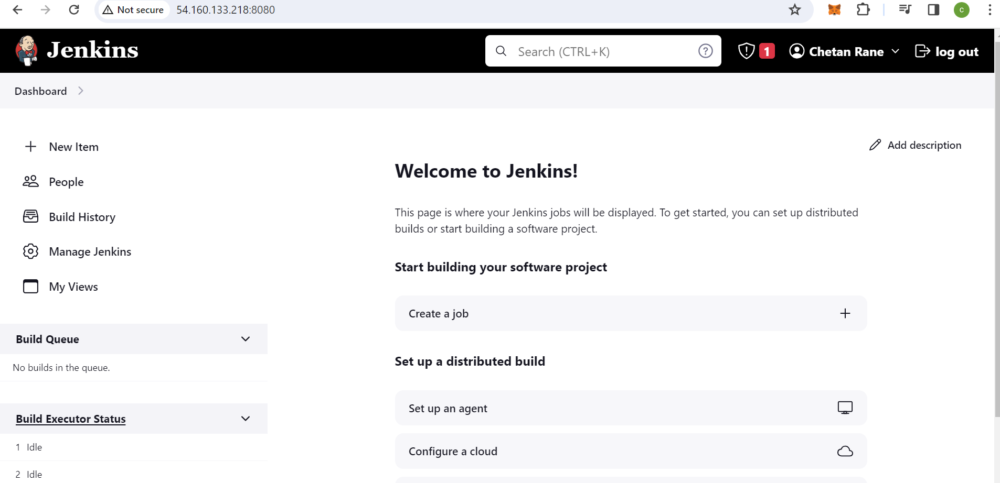 Not secure 54.160.133.218:8080
C
Jenkins
Search (CTRL+K)
?
1
Chetan Rane
log out
Dashboard
New Item
People
Build History
Manage Jenkins
My Views
Build Queue
No builds in the queue.
Build Executor Status
1 Idle
2 Idle
Add description
Welcome to Jenkins!
This page is where your Jenkins jobs will be displayed. To get started, you can set up distributed
builds or start building a software project.
Start building your software project
Create a job
Set up a distributed build
Set up an agent
Configure a cloud